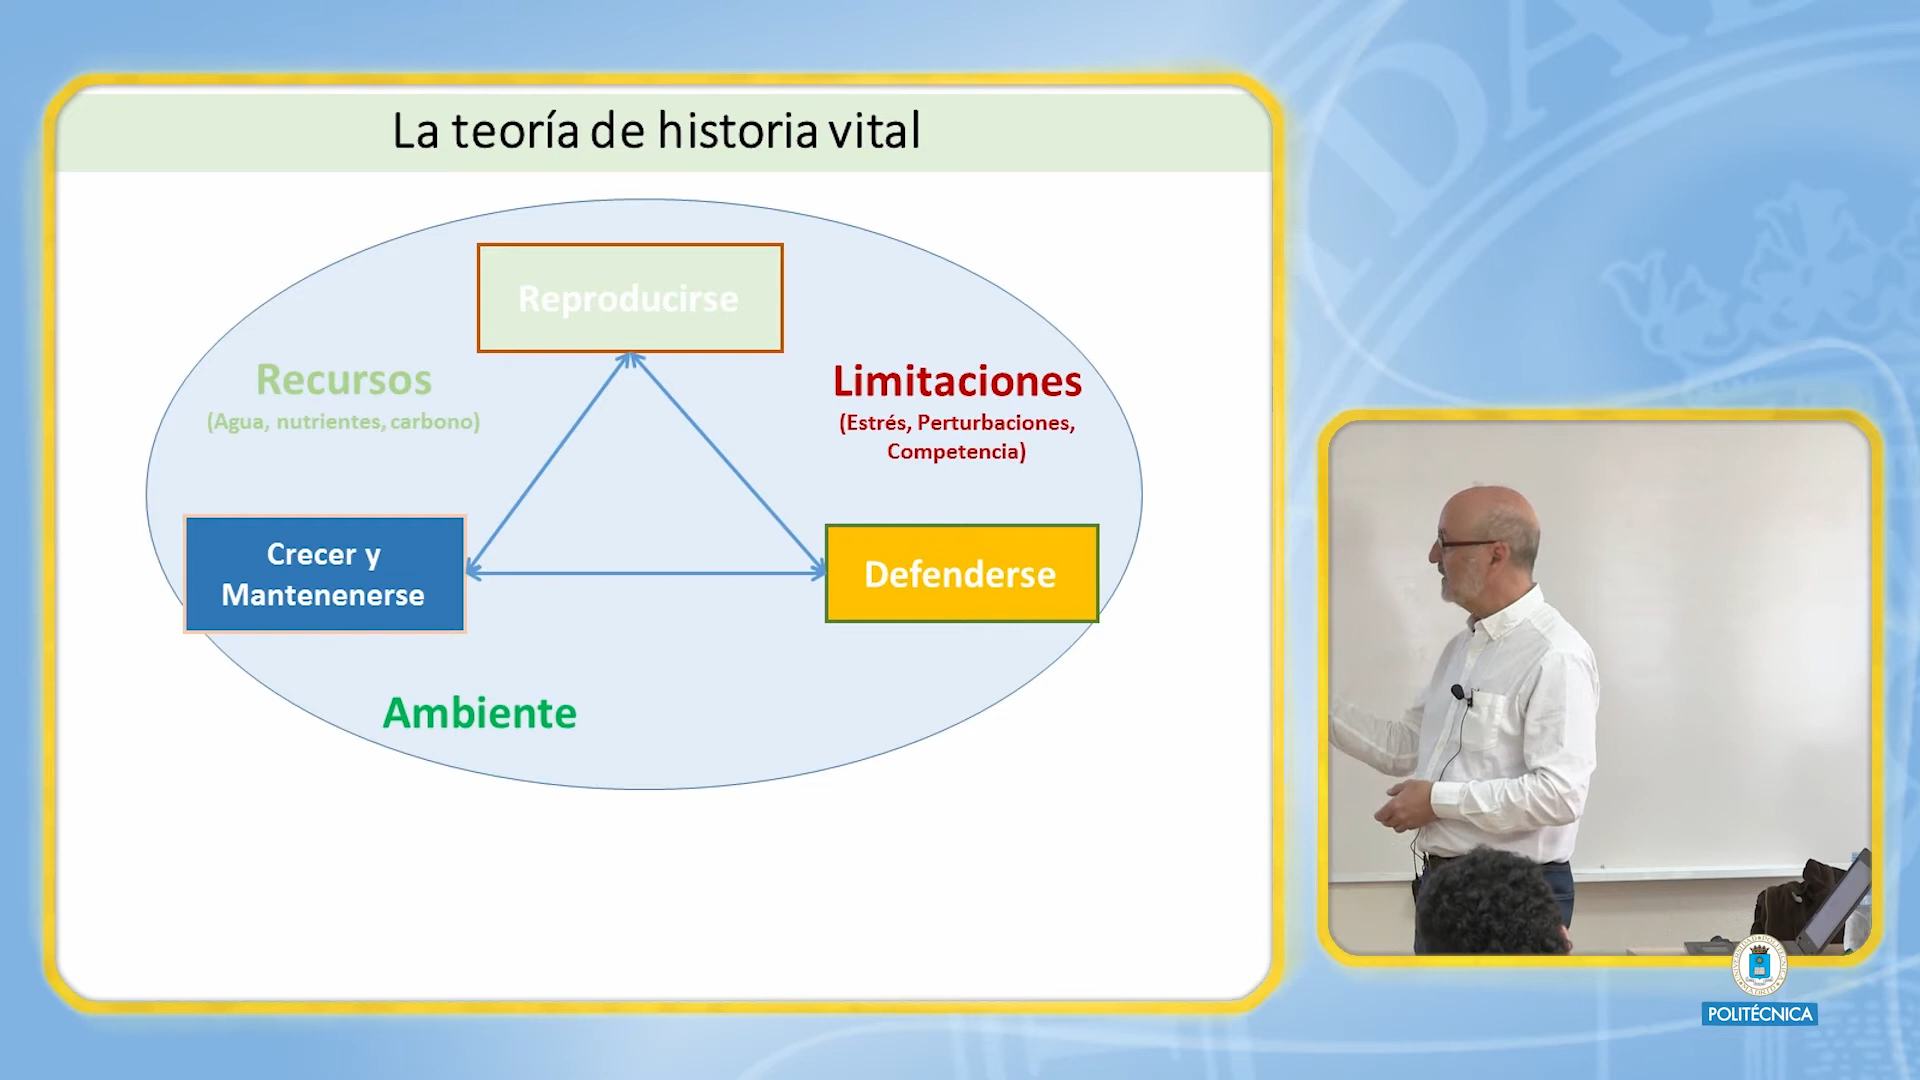 La teoría de historia vital
Reproducirse
Recursos
(Agua, nutrientes, carbono)
Limitaciones
(Estrés, Perturbaciones,
Competencia)
Crecer y
Mantenenerse
Defenderse
Ambiente
POLITÉCNICA